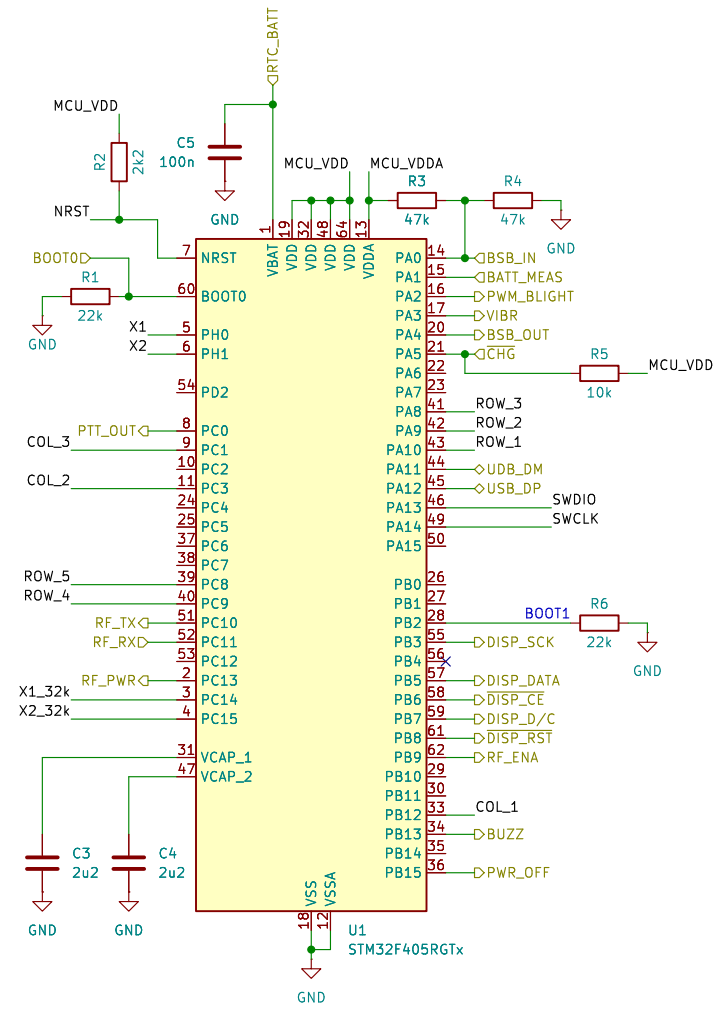 RTC_BATT
MCU_VDD
R2
2k2
C5
100n
GND
MCU_VDD
MCU_VDDA
R3
47k
R4
47k
GND
NRST
1 19 32 48 64 13
VBAT VDD VDD VDD VDD VDDA
7 NRST
BOOT0
R1
22k
GND
60 BOOT0
X1 5 PH0
X2 6 PH1
54 PD2
PTT_OUT 8 PC0
COL_3 9 PC1
10 PC2
COL_2 11 PC3
24 PC4
25 PC5
37 PC6
38 PC7
ROW_5 39 PC8
ROW_4 40 PC9
RF_TX 51 PC10
RF_RX 52 PC11
53 PC12
RF_PWR 2 PC13
X1_32k 3 PC14
X2_32k 4 PC15
31 VCAP_1
47 VCAP_2
C3
2u2
GND
C4
2u2
GND
PA0 14 BSB_IN
PA1 15 BATT_MEAS
PA2 16 PWM_BLIGHT
PA3 17 VIBR
PA4 20 BSB_OUT
PA5 21 CHG
R5
10k
MCU_VDD
PA6 22
PA7 23
PA8 41 ROW_3
PA9 42 ROW_2
PA10 43 ROW_1
PA11 44 UDB_DM
PA12 45 USB_DP
PA13 46 SWDIO
PA14 49 SWCLK
PA15 50
PB0 26
PB1 27
PB2 28 BOOT1
R6
22k
GND
PB3 55 DISP_SCK
PB4 56
PB5 57 DISP_DATA
PB6 58 DISP_CE
PB7 59 DISP_D/C
PB8 61 DISP_RST
PB9 62 RF_ENA
PB10 29
PB11 30
PB12 33 COL_1
PB13 34 BUZZ
PB14 35
PB15 36 PWR_OFF
VSS VSSA
18 12
U1
STM32F405RGTx
GND